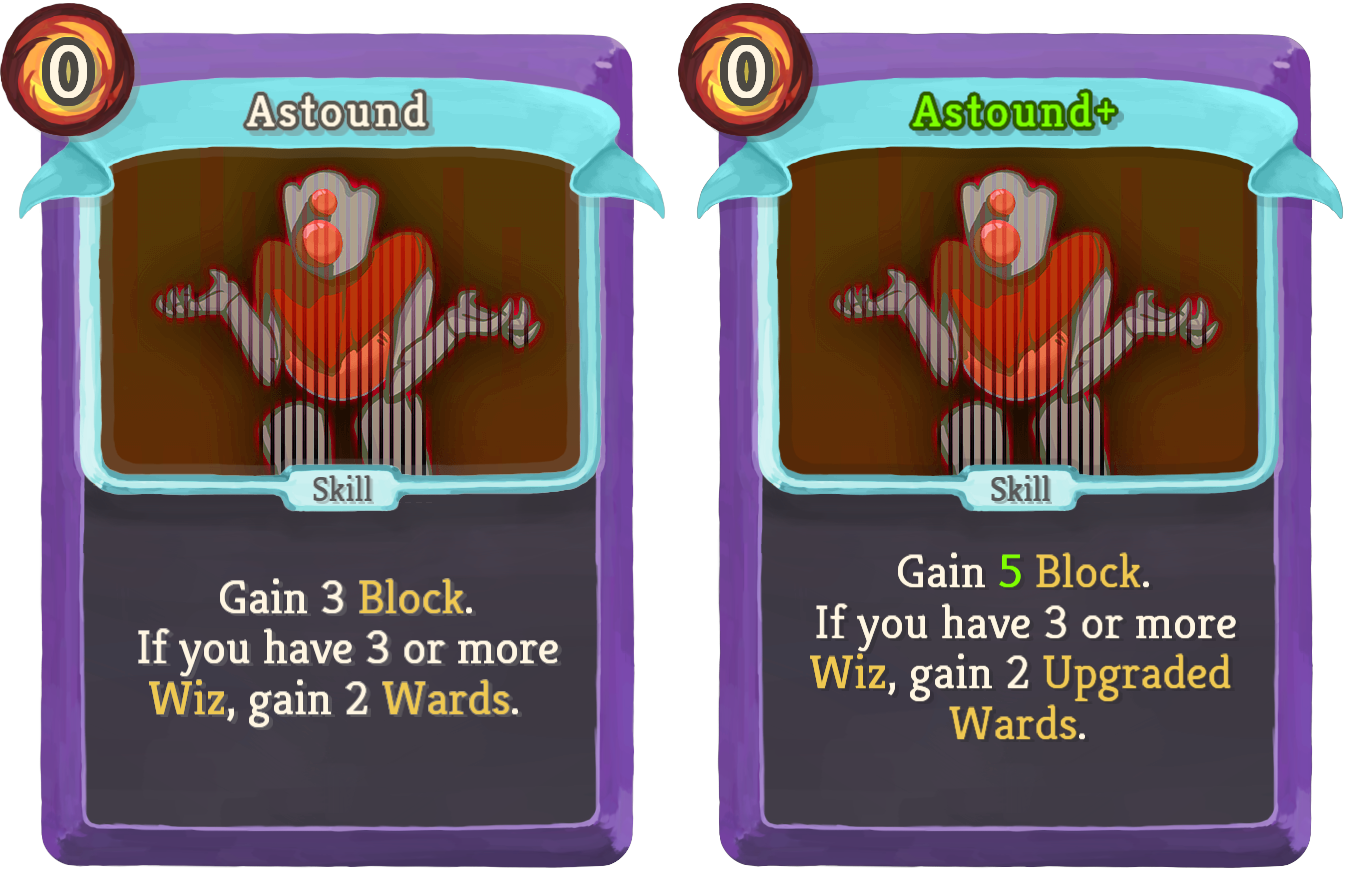 0
Astound
Skill
Gain 3 Block.
If you have 3 or more
Wiz, gain 2 Wards.
0
Astound+
Skill
Gain 5 Block.
If you have 3 or more
Wiz, gain 2 Upgraded
Wards.